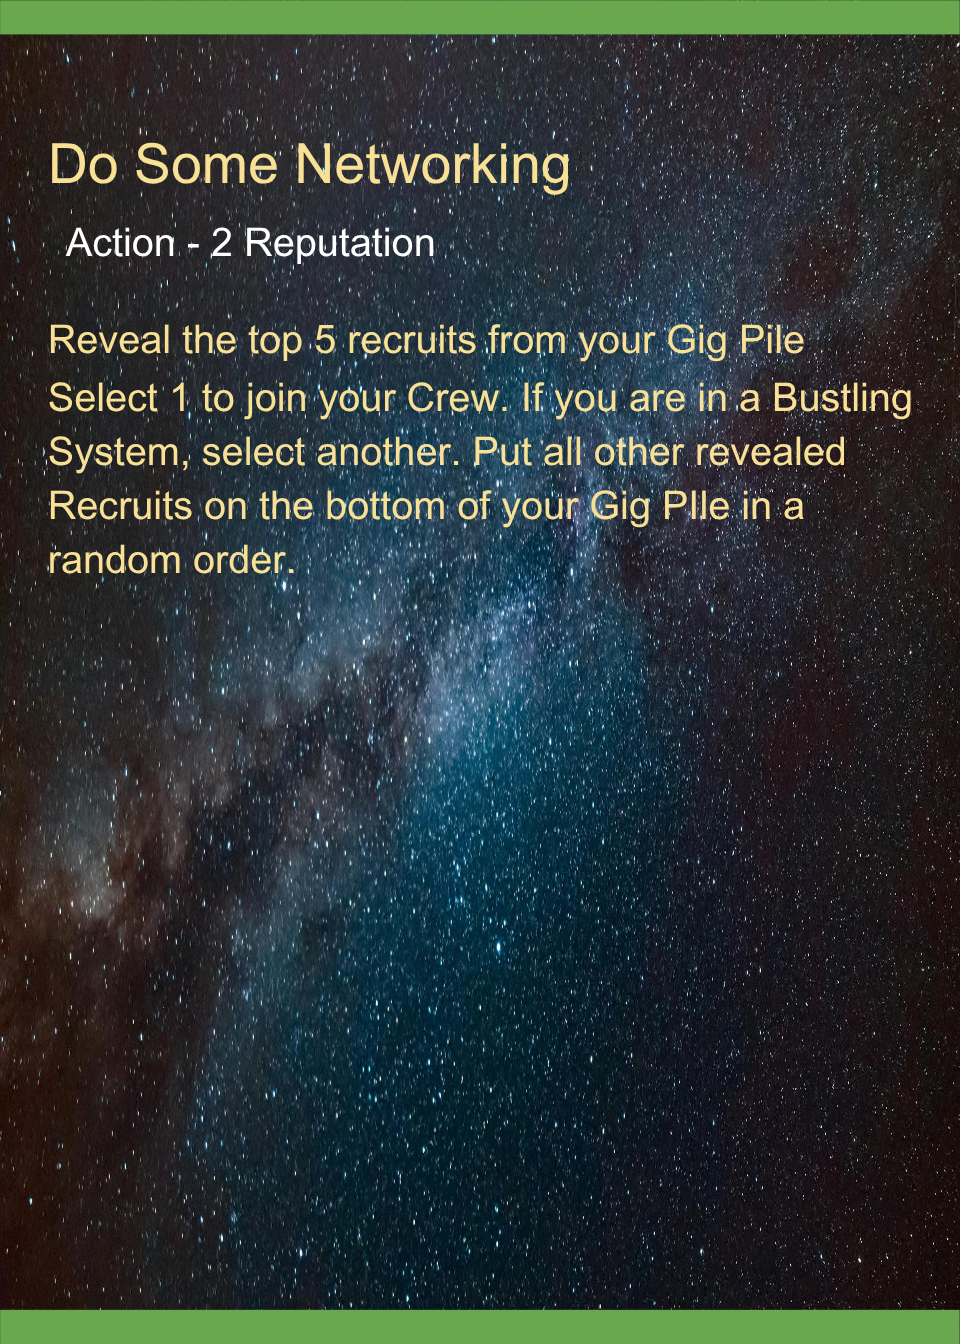 Do Some Networking
Action - 2 Reputation
Reveal the top 5 recruits from your Gig Pile
Select 1 to join your Crew. If you are in a Bustling
System, select another. Put all other revealed
Recruits on the bottom of your Gig PIle in a
random order.